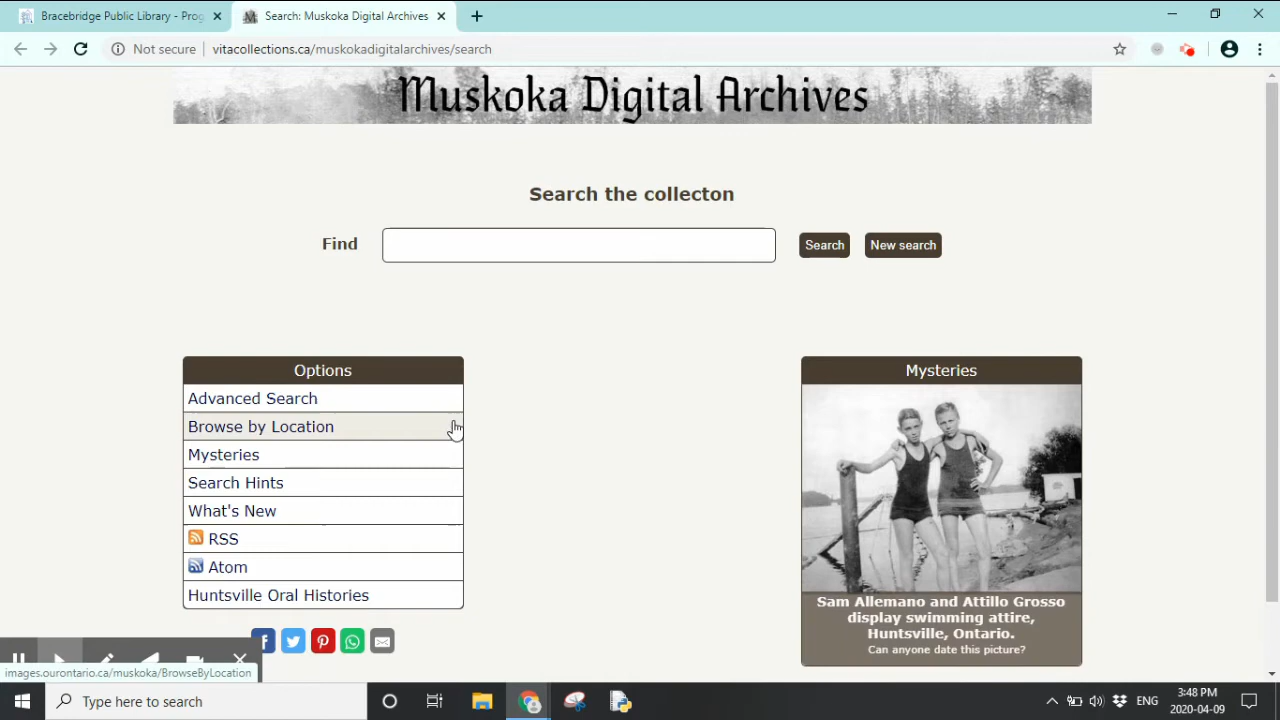 Bracebridge Public Library - Prog
Search: Muskoka Digital Archives
Not secure
vitacollections.ca/muskokadigitalarchives/search
Muskoka Digital Archives
Search the collecton
Find
Search
New search
Options
Advanced Search
Browse by Location
Mysteries
Search Hints
What's New
RSS
Atom
Huntsville Oral Histories
Mysteries
Sam Allemano and Attillo Grosso
display swimming attire,
Huntsville, Ontario.
Can anyone date this picture?
images.ourontario.ca/muskoka/BrowseByLocation
Type here to search
ENG
3:48 PM
2020-04-09